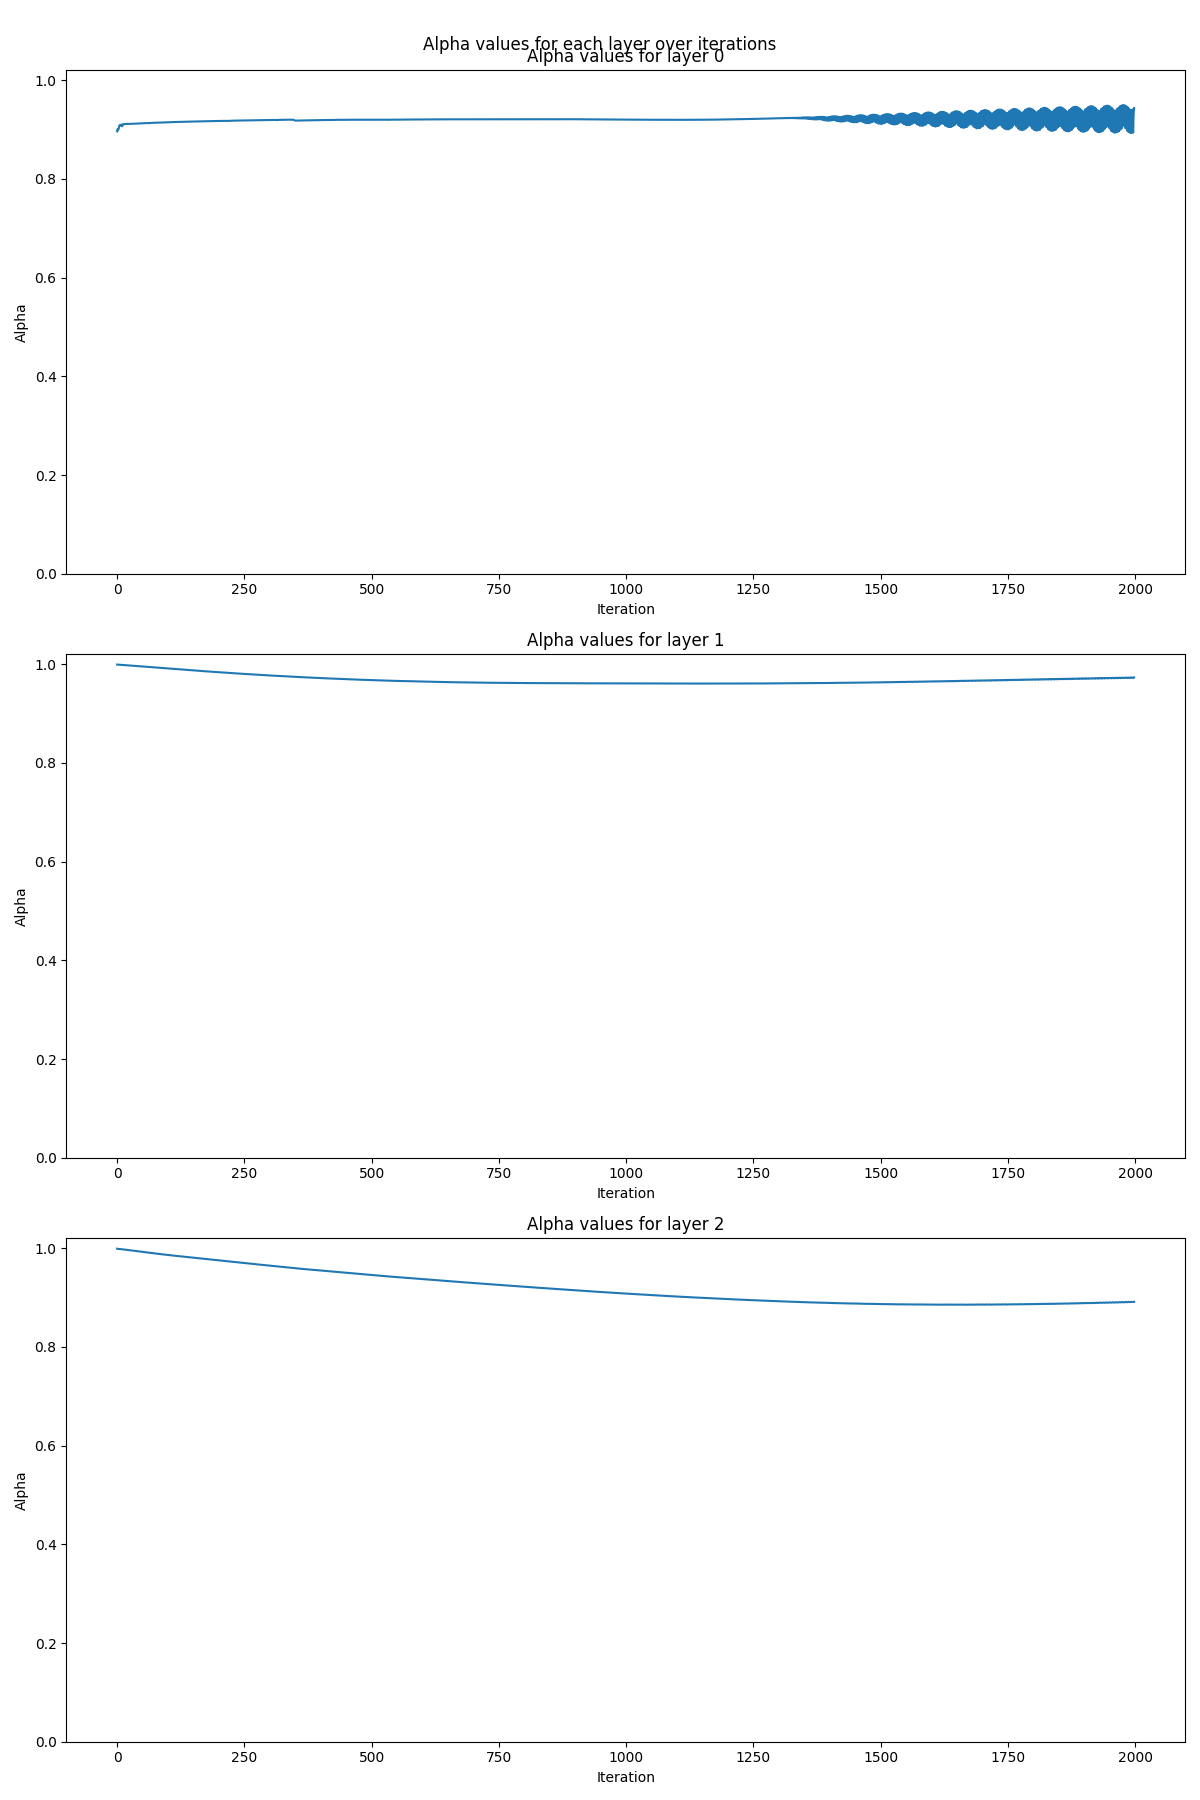 Alpha values for each layer over iterations
Alpha values for layer 0
1.0
0.8
0.6
0.4
0.2
0.0
Alpha
0 250 500 750 1000 1250 1500 1750 2000
Iteration
Alpha values for layer 1
1.0
0.8
0.6
0.4
0.2
0.0
Alpha
0 250 500 750 1000 1250 1500 1750 2000
Iteration
Alpha values for layer 2
1.0
0.8
0.6
0.4
0.2
0.0
Alpha
0 250 500 750 1000 1250 1500 1750 2000
Iteration